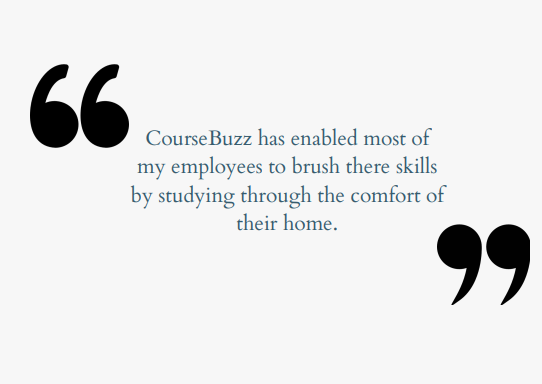 CourseBuzz has enabled most of
my employees to brush there skills
by studying through the comfort of
their home.